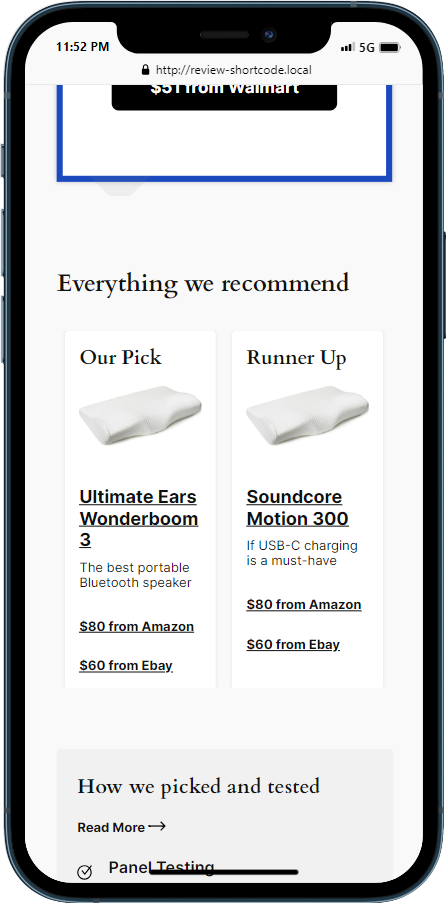 11:52 PM
5G
http://review-shortcode.local
$51 from Walmart
Everything we recommend
Our Pick
Ultimate Ears
Wonderboom
3
The best portable
Bluetooth speaker
$80 from Amazon
$60 from Ebay
Runner Up
Soundcore
Motion 300
If USB-C charging
is a must-have
$80 from Amazon
$60 from Ebay
How we picked and tested
Read More
Panel Testing